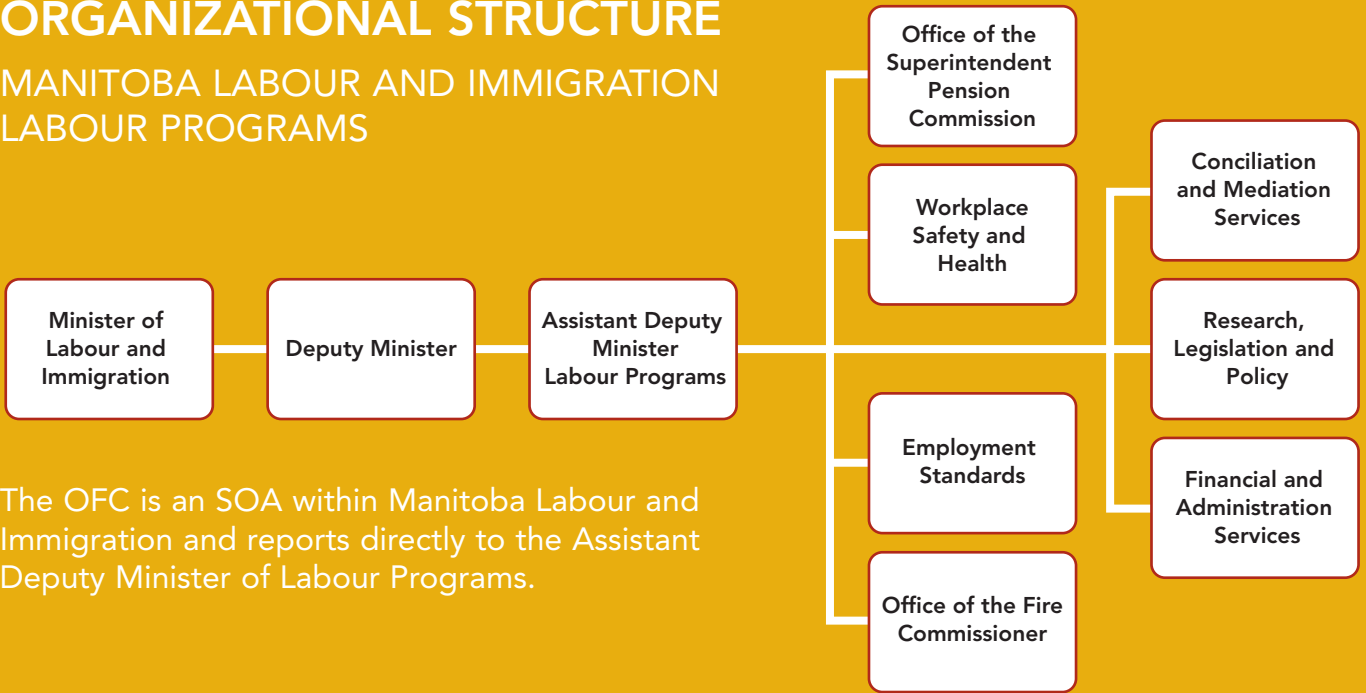 ORGANIZATIONAL STRUCTURE
MANITOBA LABOUR AND IMMIGRATION
LABOUR PROGRAMS
Minister of
Labour and
Immigration
Deputy Minister
Assistant Deputy
Minister
Labour Programs
Office of the
Superintendent
Pension
Commission
Workplace
Safety and
Health
Employment
Standards
Office of the Fire
Commissioner
Conciliation
and Mediation
Services
Research,
Legislation and
Policy
Financial and
Administration
Services
The OFC is an SOA within Manitoba Labour and
Immigration and reports directly to the Assistant
Deputy Minister of Labour Programs.